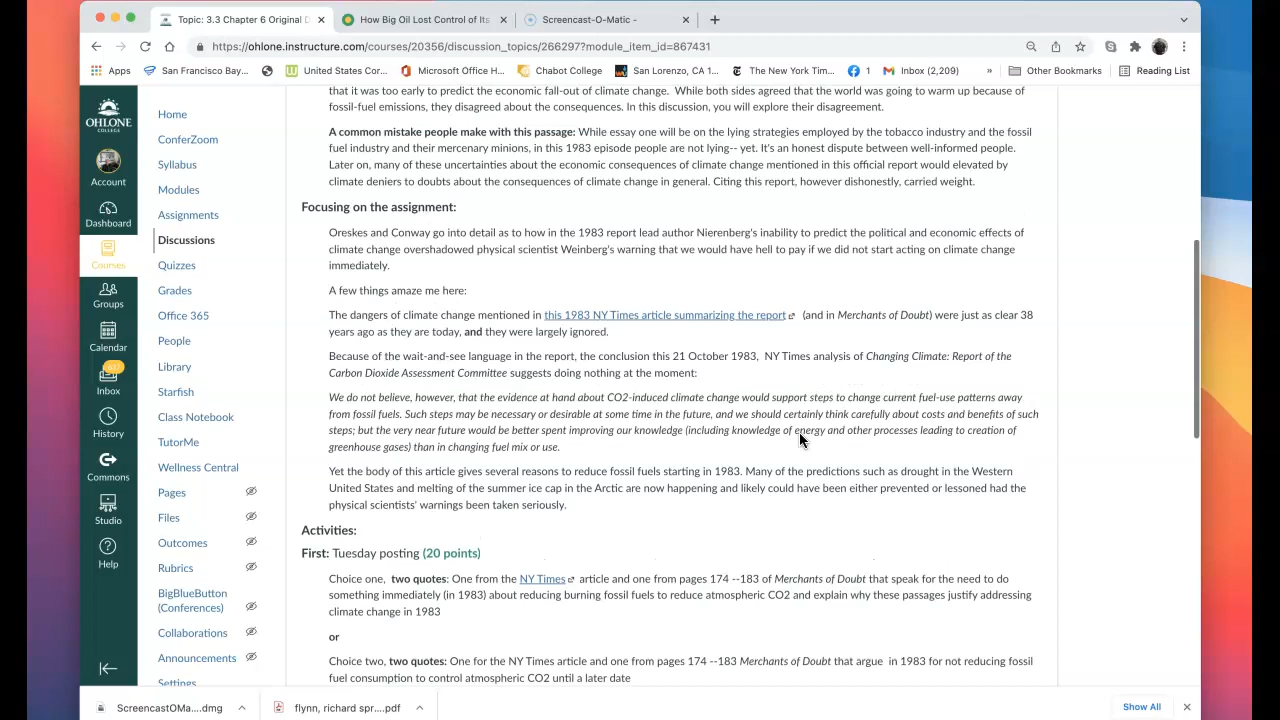 Topic: 3.3 Chapter 6 Original D
How Big Oil Lost Control of Its
Screencast-O-Matic -
https://ohlone.instructure.com/courses/20356/discussion_topics/266297?module_item_id=867431
Apps
San Francisco Bay...
United States Cor...
Microsoft Office H...
Chabot College
San Lorenzo, CA 1...
The New York Tim...
1
Inbox (2,209)
»
Other Bookmarks
Reading List
OHLONE
COLLEGE
Account
Dashboard
Courses
Groups
Calendar
Inbox
History
Commons
Studio
Help
Home
ConferZoom
Syllabus
Modules
Assignments
Discussions
Quizzes
Grades
Office 365
People
Library
Starfish
Class Notebook
TutorMe
Wellness Central
Pages
Files
Outcomes
Rubrics
BigBlueButton
(Conferences)
Collaborations
Announcements
Settings
that it was too early to predict the economic fall-out of climate change. While both sides agreed that the world was going to warm up because of
fossil-fuel emissions, they disagreed about the consequences. In this discussion, you will explore their disagreement.
A common mistake people make with this passage: While essay one will be on the lying strategies employed by the tobacco industry and the fossil
fuel industry and their mercenary minions, in this 1983 episode people are not lying-- yet. It's an honest dispute between well-informed people.
Later on, many of these uncertainties about the economic consequences of climate change mentioned in this official report would elevated by
climate deniers to doubts about the consequences of climate change in general. Citing this report, however dishonestly, carried weight.
Focusing on the assignment:
Oreskes and Conway go into detail as to how in the 1983 report lead author Nierenberg's inability to predict the political and economic effects of
climate change overshadowed physical scientist Weinberg's warning that we would have hell to pay if we did not start acting on climate change
immediately.
A few things amaze me here:
The dangers of climate change mentioned in this 1983 NY Times article summarizing the report (and in Merchants of Doubt) were just as clear 38
years ago as they are today, and they were largely ignored.
Because of the wait-and-see language in the report, the conclusion this 21 October 1983, NY Times analysis of Changing Climate: Report of the
Carbon Dioxide Assessment Committee suggests doing nothing at the moment:
We do not believe, however, that the evidence at hand about CO2-induced climate change would support steps to change current fuel-use patterns away
from fossil fuels. Such steps may be necessary or desirable at some time in the future, and we should certainly think carefully about costs and benefits of such
steps; but the very near future would be better spent improving our knowledge (including knowledge of energy and other processes leading to creation of
greenhouse gases) than in changing fuel mix or use.
Yet the body of this article gives several reasons to reduce fossil fuels starting in 1983. Many of the predictions such as drought in the Western
United States and melting of the summer ice cap in the Arctic are now happening and likely could have been either prevented or lessoned had the
physical scientists' warnings been taken seriously.
Activities:
First: Tuesday posting (20 points)
Choice one, two quotes: One from the NY Times article and one from pages 174 --183 of Merchants of Doubt that speak for the need to do
something immediately (in 1983) about reducing burning fossil fuels to reduce atmospheric CO2 and explain why these passages justify addressing
climate change in 1983
or
Choice two, two quotes: One for the NY Times article and one from pages 174 --183 Merchants of Doubt that argue in 1983 for not reducing fossil
fuel consumption to control atmospheric CO2 until a later date
ScreencastOMa....dmg
flynn, richard spr....pdf
Show All